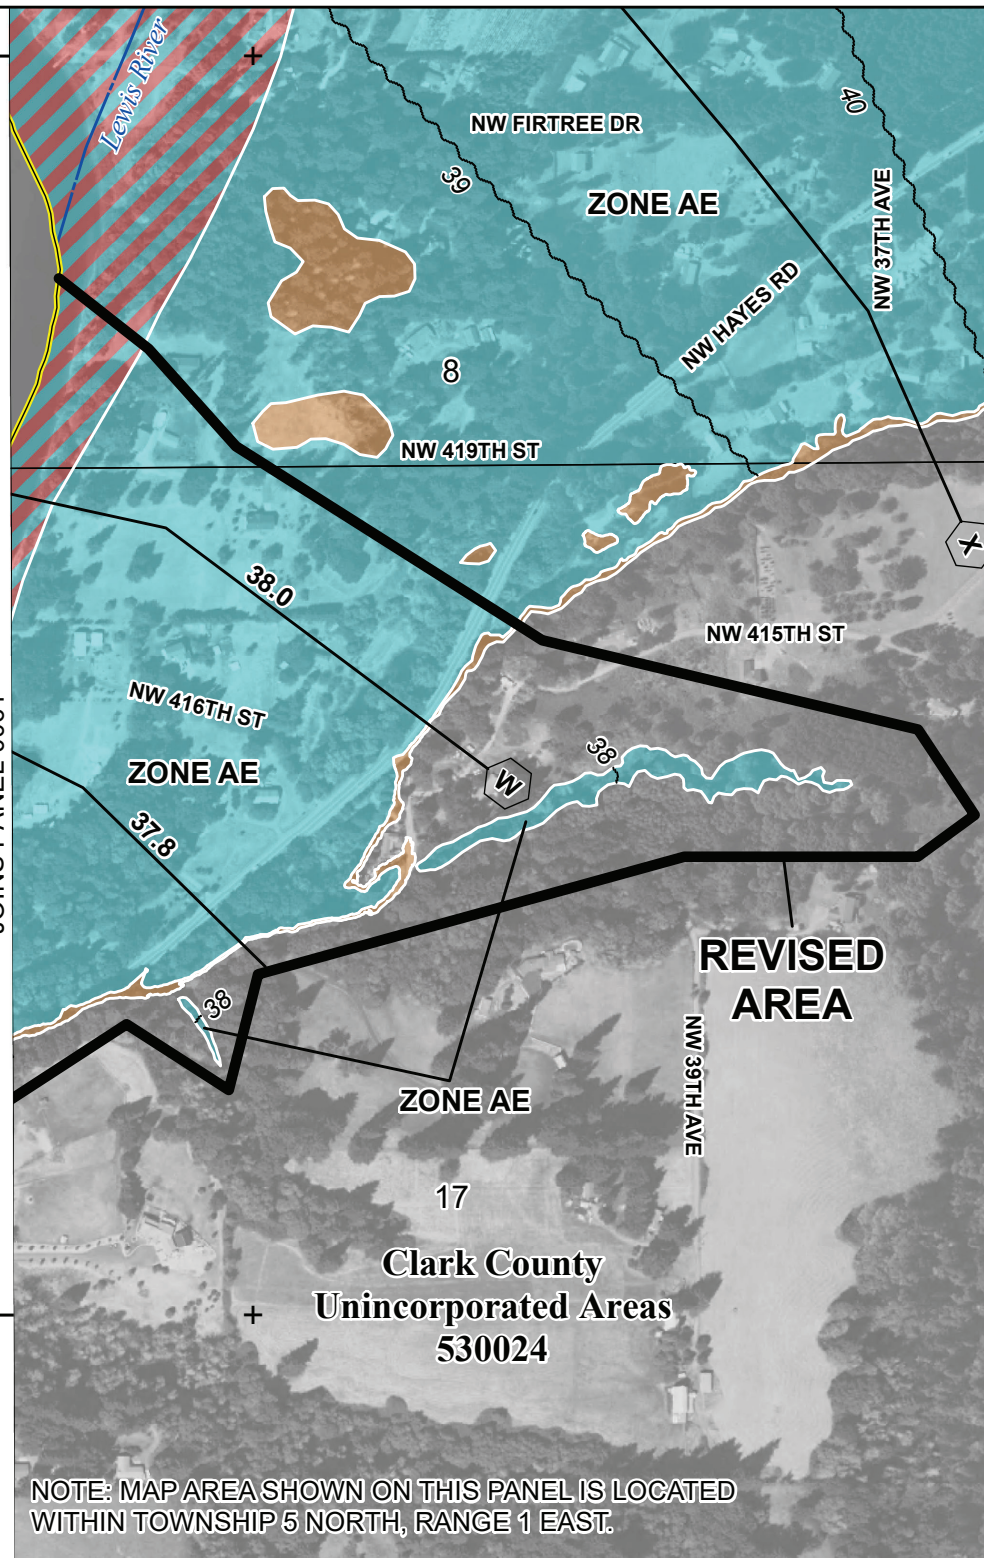 Lewis River
NW FIRTREE DR
40
39
ZONE AE
NW 37TH AVE
NW HAYES RD
8
NW 419TH ST
X
38.0
NW 415TH ST
NW 416TH ST
38
ZONE AE
W
37.8
REVISED
AREA
38
NW 39TH AVE
ZONE AE
17
Clark County
Unincorporated Areas
530024
NOTE: MAP AREA SHOWN ON THIS PANEL IS LOCATED
WITHIN TOWNSHIP 5 NORTH, RANGE 1 EAST.